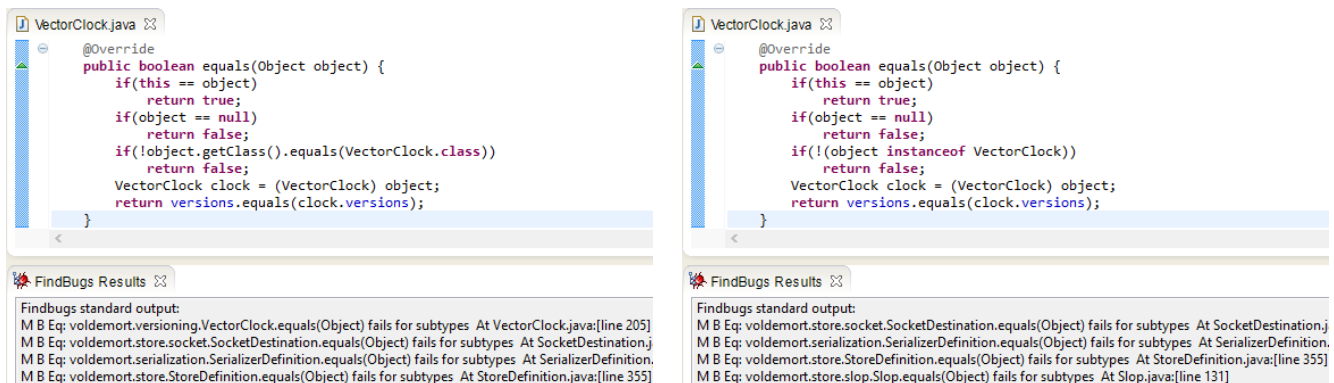 VectorClock.java
@Override
public boolean equals(Object object) {
if(this == object)
return true;
if(object == null)
return false;
if(!object.getClass().equals(VectorClock.class))
return false;
VectorClock clock = (VectorClock) object;
return versions.equals(clock.versions);
}
FindBugs Results
Findbugs standard output:
M B Eq: voldemort.versioning.VectorClock.equals(Object) fails for subtypes At VectorClock.java:[line 205]
M B Eq: voldemort.store.socket.SocketDestination.equals(Object) fails for subtypes At SocketDestination.j
M B Eq: voldemort.serialization.SerializerDefinition.equals(Object) fails for subtypes At SerializerDefinition.
M B Eq: voldemort.store.StoreDefinition.equals(Object) fails for subtypes At StoreDefinition.java:[line 355]
VectorClock.java
@Override
public boolean equals(Object object) {
if(this == object)
return true;
if(object == null)
return false;
if(!(object instanceof VectorClock))
return false;
VectorClock clock = (VectorClock) object;
return versions.equals(clock.versions);
}
FindBugs Results
Findbugs standard output:
M B Eq: voldemort.store.socket.SocketDestination.equals(Object) fails for subtypes At SocketDestination.j
M B Eq: voldemort.serialization.SerializerDefinition.equals(Object) fails for subtypes At SerializerDefinition.
M B Eq: voldemort.store.StoreDefinition.equals(Object) fails for subtypes At StoreDefinition.java:[line 355]
M B Eq: voldemort.store.slop.Slop.equals(Object) fails for subtypes At Slop.java:[line 131]